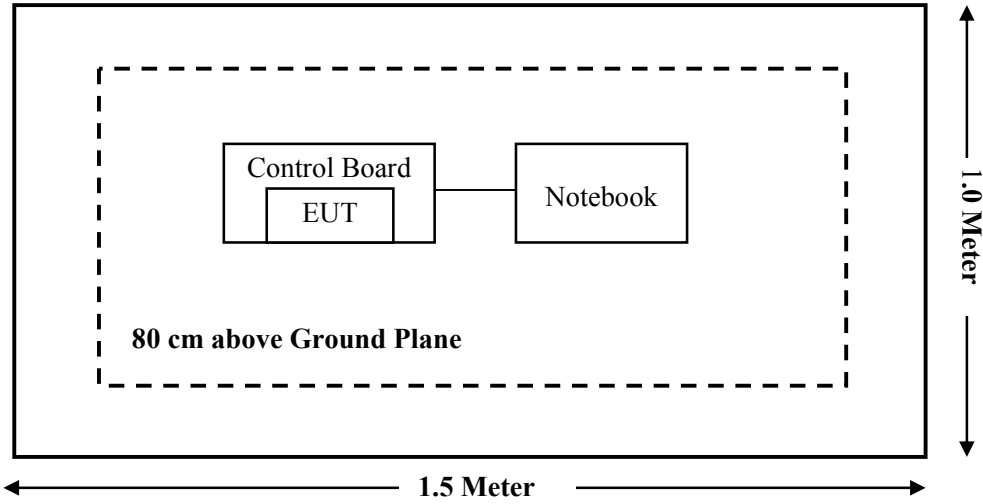 Control Board
EUT
Notebook
80 cm above Ground Plane
1.0 Meter
1.5 Meter